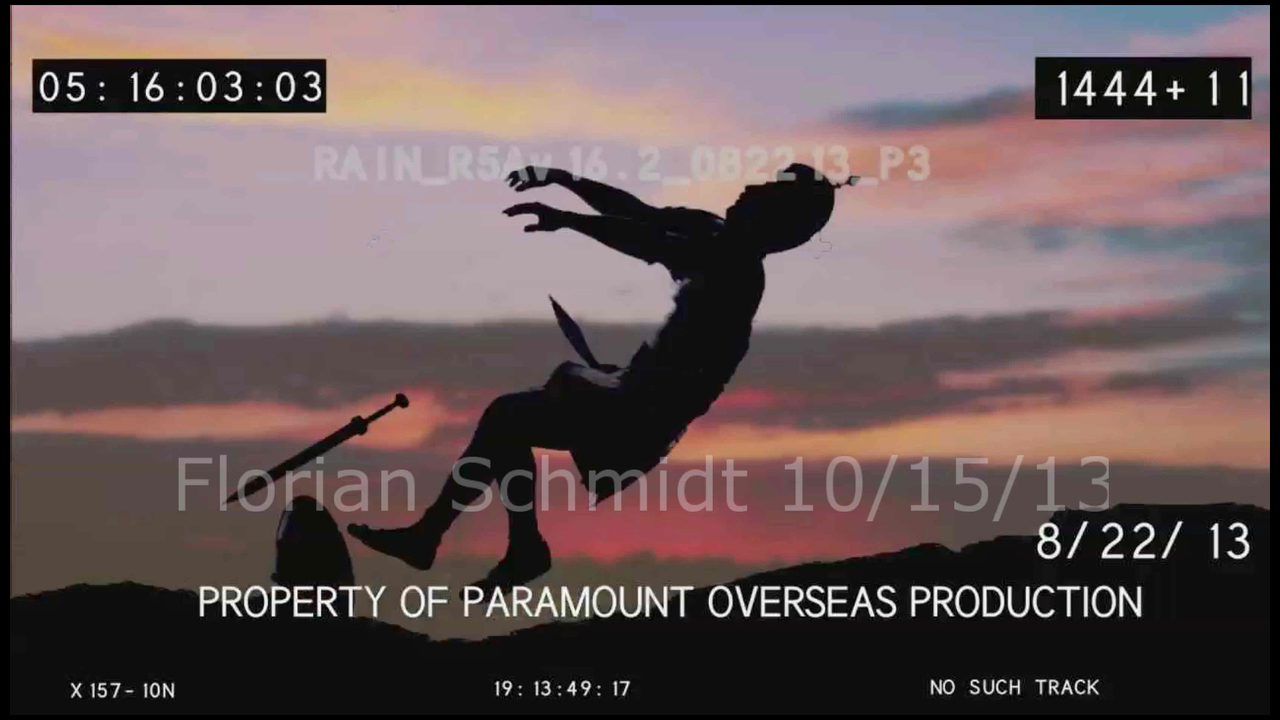 05: 16:03:03
1444+ 11
RAIN_R5Av16.2_082213_P3
Florian Schmidt 10/15/13
8/22/ 13
PROPERTY OF PARAMOUNT OVERSEAS PRODUCTION
X 157- 10N
19: 13:49: 17
NO SUCH TRACK